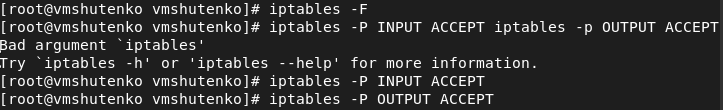 [root@vmshutenko vmshutenko]# iptables -F
[root@vmshutenko vmshutenko]# iptables -P INPUT ACCEPT iptables -p OUTPUT ACCEPT
Bad argument `iptables'
Try `iptables -h' or 'iptables --help' for more information.
[root@vmshutenko vmshutenko]# iptables -P INPUT ACCEPT
[root@vmshutenko vmshutenko]# iptables -P OUTPUT ACCEPT